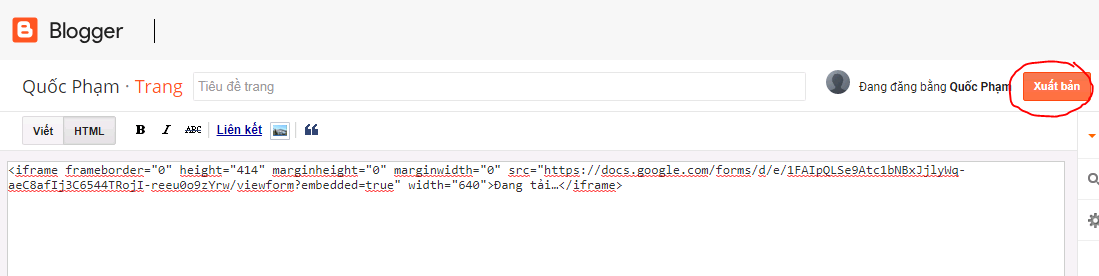 Blogger
Quốc Phạm · Trang
Tiêu đề trang
Đang đăng bằng Quốc Phạm
Xuất bản
Viết
HTML
B
I
ABC
Liên kết
<iframe frameborder="0" height="414" marginheight="0" marginwidth="0" src="https://docs.google.com/forms/d/e/1FAIpQLSe9Atc1bNBxJjlyWq-
aeC8afIj3C6544TRojI-reeu0o9zYrw/viewform?embedded=true" width="640">Đang tải…</iframe>